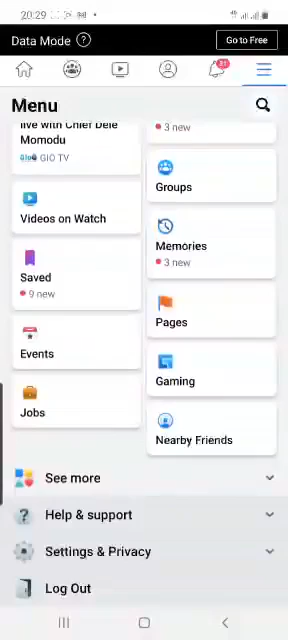 20:29
Data Mode ?
Go to Free
21
Menu
live with Chief Dele
Momodu
GIO GIO TV
Videos on Watch
Saved
9 new
Events
Jobs
3 new
Groups
Memories
3 new
Pages
Gaming
Nearby Friends
See more
? Help & support
Settings & Privacy
Log Out